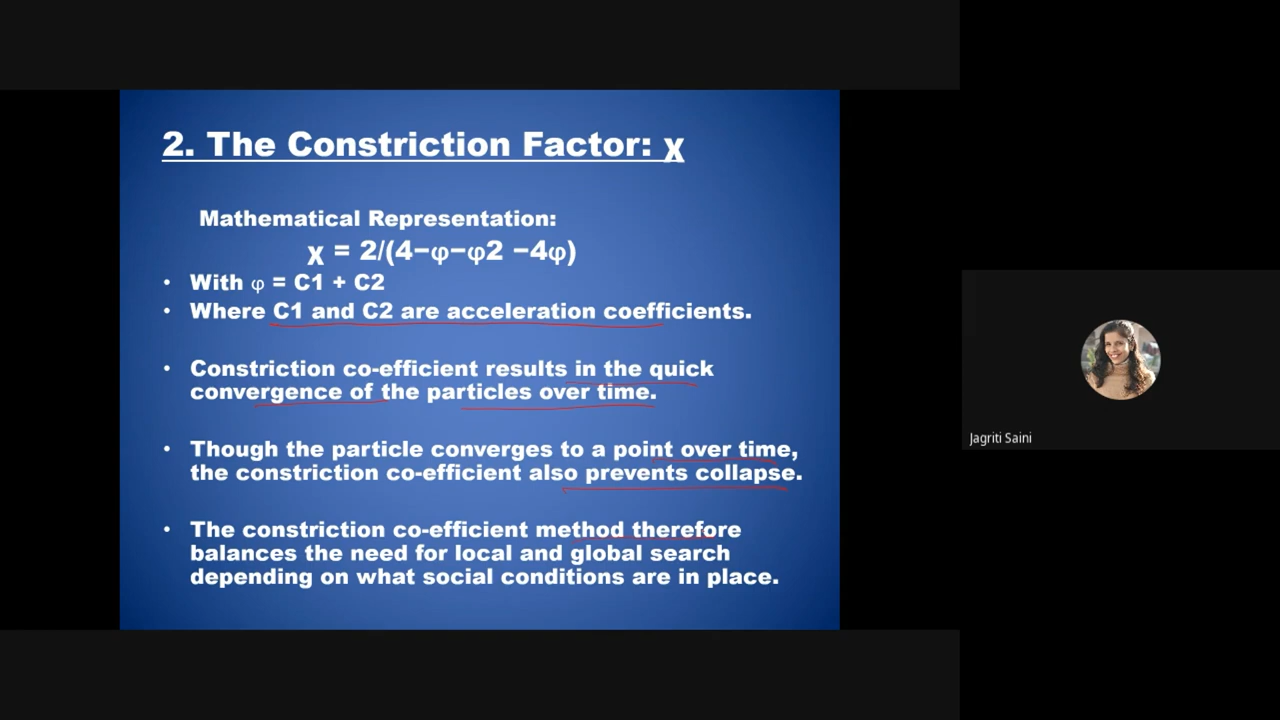 2. The Constriction Factor: χ
Mathematical Representation:
χ = 2/(4−φ−φ2 −4φ)
• With φ = C1 + C2
• Where C1 and C2 are acceleration coefficients.
• Constriction co-efficient results in the quick
convergence of the particles over time.
• Though the particle converges to a point over time,
the constriction co-efficient also prevents collapse.
• The constriction co-efficient method therefore
balances the need for local and global search
depending on what social conditions are in place.
Jagriti Saini